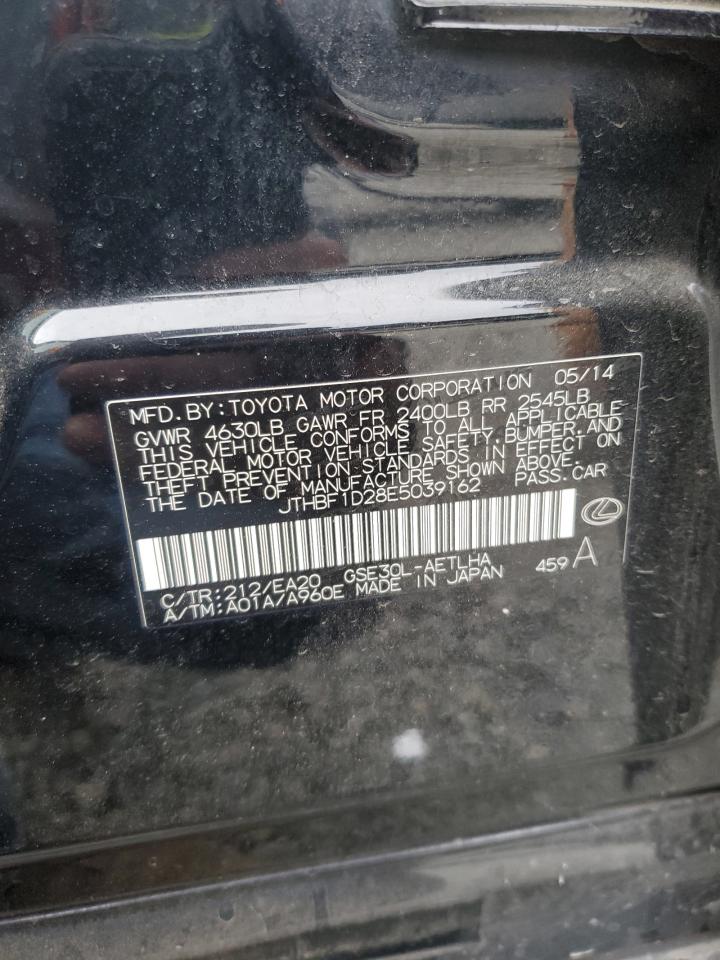 MFD. BY: TOYOTA MOTOR CORPORATION 05/14
GVWR 4630LB GAWR FR 2400LB RR 2545LB
THIS VEHICLE CONFORMS TO ALL APPLICABLE
FEDERAL MOTOR VEHICLE SAFETY, BUMPER, AND
THEFT PREVENTION STANDARDS IN EFFECT ON
THE DATE OF MANUFACTURE SHOWN ABOVE.
JTHBF1D28E5039162 PASS. CAR
C/TR: 212/EA20 GSE30L-AETLHA 459 A
A/TM: A01A/A960E MADE IN JAPAN